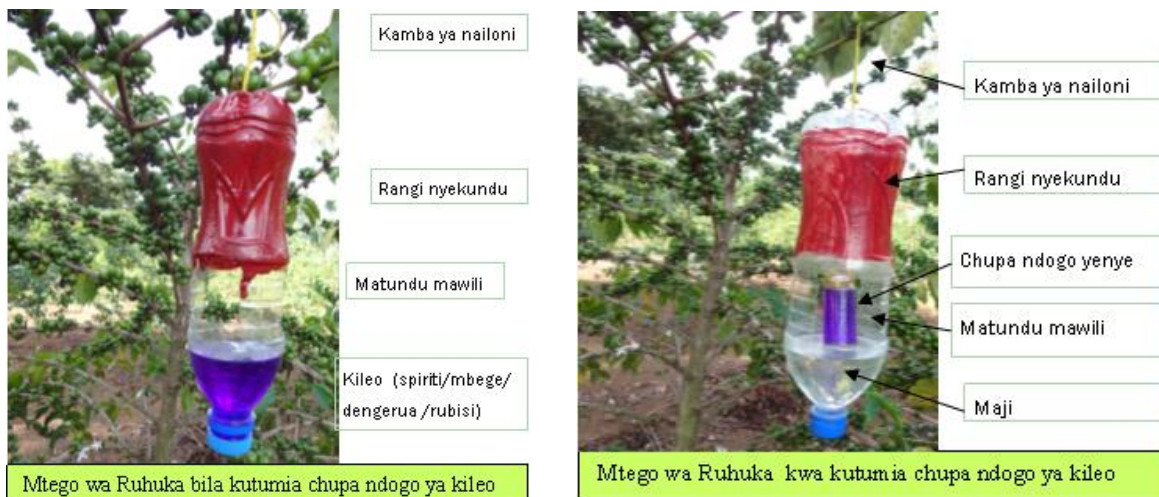 Kamba ya nailoni
Rangi nyekundu
Matundu mawili
Kileo (spiriti/mbege/
dengerua /rubisi)
Mtego wa Ruhuka bila kutumia chupa ndogo ya kileo
Kamba ya nailoni
Rangi nyekundu
Chupa ndogo yenye
Matundu mawili
Maji
Mtego wa Ruhuka kwa kutumia chupa ndogo ya kileo